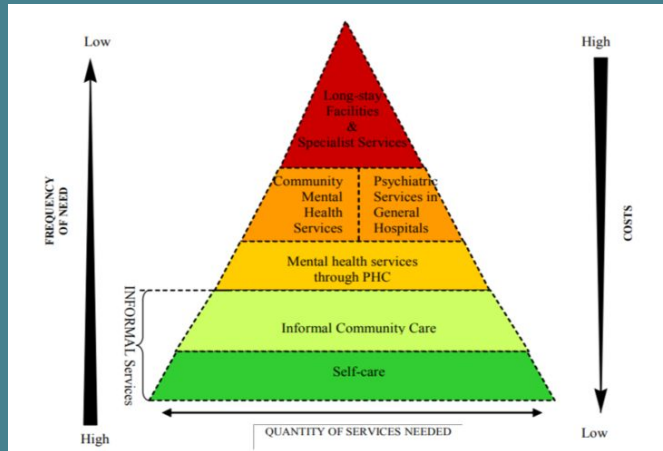 Low
High
Long-stay
Facilities
&
Specialist Services
Community
Mental
Health
Services
Psychiatric
Services in
General
Hospitals
FREQUENCY
OF NEED
COSTS
Mental health services
through PHC
INFORMAL Services
Informal Community Care
Self-care
High
QUANTITY OF SERVICES NEEDED
Low